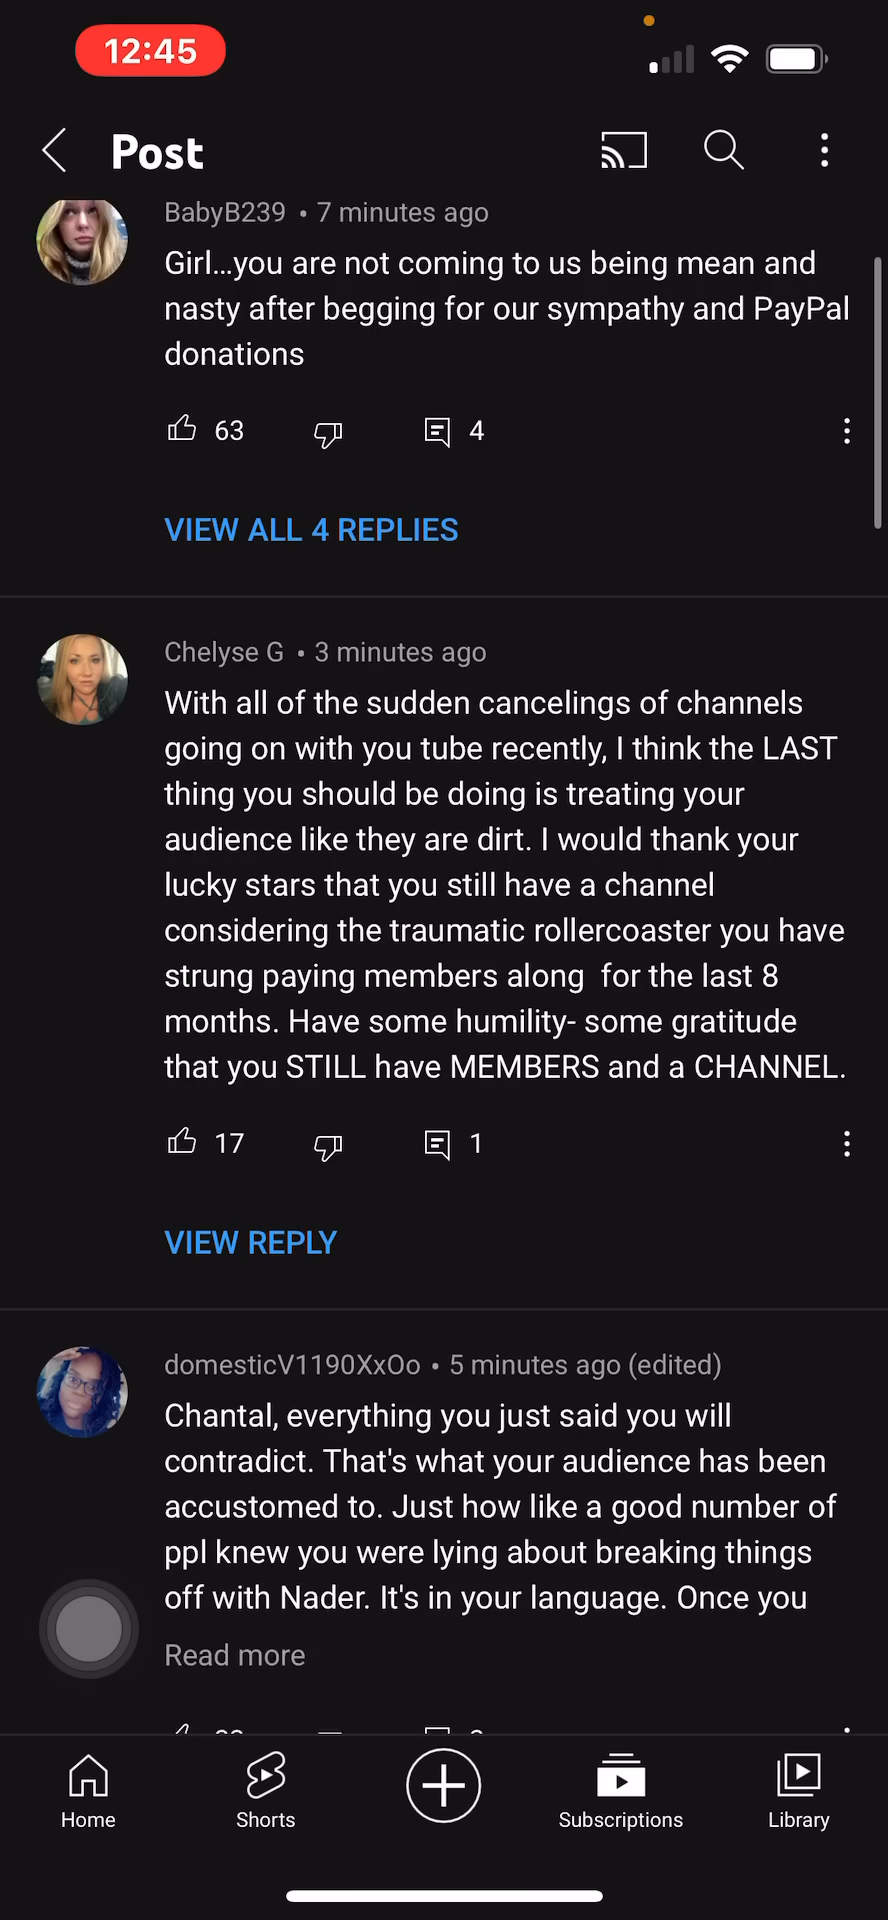 12:45
Post
BabyB239 • 7 minutes ago
Girl...you are not coming to us being mean and
nasty after begging for our sympathy and PayPal
donations
63 4
VIEW ALL 4 REPLIES
Chelyse G • 3 minutes ago
With all of the sudden cancelings of channels
going on with you tube recently, I think the LAST
thing you should be doing is treating your
audience like they are dirt. I would thank your
lucky stars that you still have a channel
considering the traumatic rollercoaster you have
strung paying members along  for the last 8
months. Have some humility- some gratitude
that you STILL have MEMBERS and a CHANNEL.
17 1
VIEW REPLY
domesticV1190XxOo • 5 minutes ago (edited)
Chantal, everything you just said you will
contradict. That's what your audience has been
accustomed to. Just how like a good number of
ppl knew you were lying about breaking things
off with Nader. It's in your language. Once you
Read more
Home Shorts Subscriptions Library